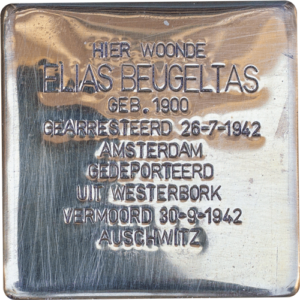 HIER WOONDE
ELIAS BEUGELTAS
GEB. 1900
GEARRESTEERD 26-7-1942
AMSTERDAM
GEDEPORTEERD
UIT WESTERBORK
VERMOORD 30-9-1942
AUSCHWITZ